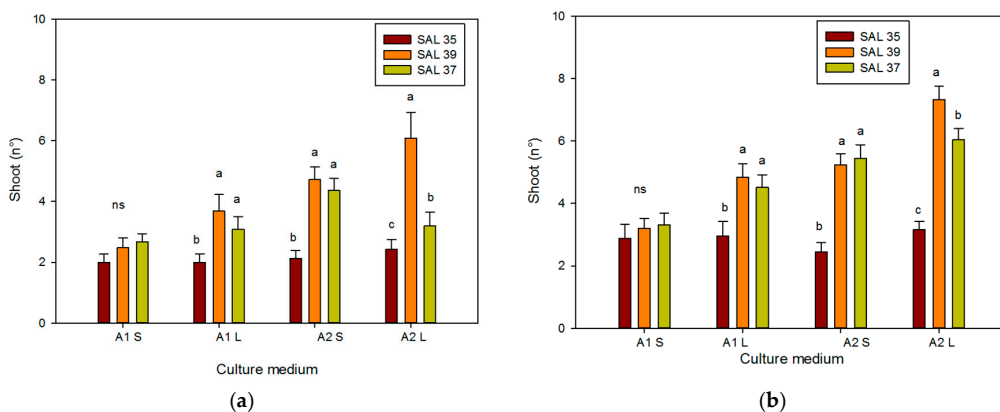 10
8
6
4
2
0
Shoot (n°)
SAL 35
SAL 39
SAL 37
ns
b
a
a
b
a
a
c
a
b
A1 S
A1 L
A2 S
A2 L
Culture medium
(a)
10
8
6
4
2
0
Shoot (n°)
SAL 35
SAL 39
SAL 37
ns
b
a
a
b
a
a
c
a
b
A1 S
A1 L
A2 S
A2 L
Culture medium
(b)